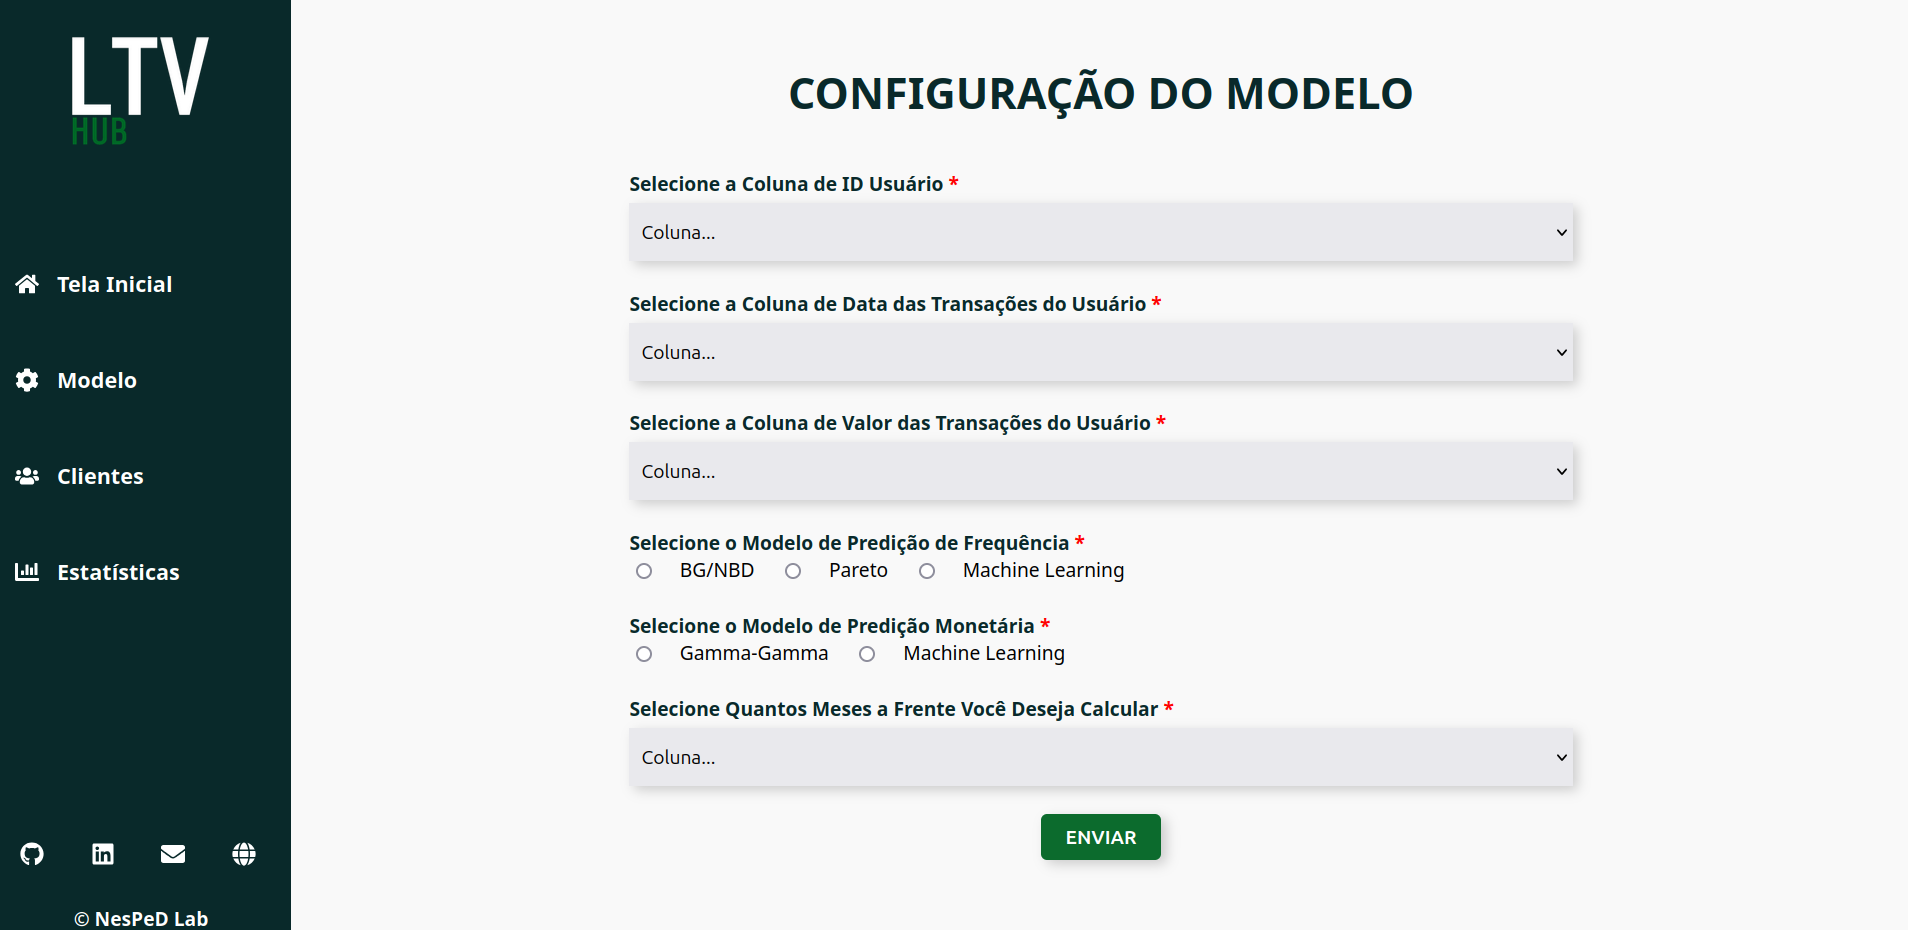 LTV
HUB
Tela Inicial
Modelo
Clientes
Estatísticas
© NesPeD Lab
CONFIGURAÇÃO DO MODELO
Selecione a Coluna de ID Usuário *
Coluna...
Selecione a Coluna de Data das Transações do Usuário *
Coluna...
Selecione a Coluna de Valor das Transações do Usuário *
Coluna...
Selecione o Modelo de Predição de Frequência *
BG/NBD Pareto Machine Learning
Selecione o Modelo de Predição Monetária *
Gamma-Gamma Machine Learning
Selecione Quantos Meses a Frente Você Deseja Calcular *
Coluna...
ENVIAR